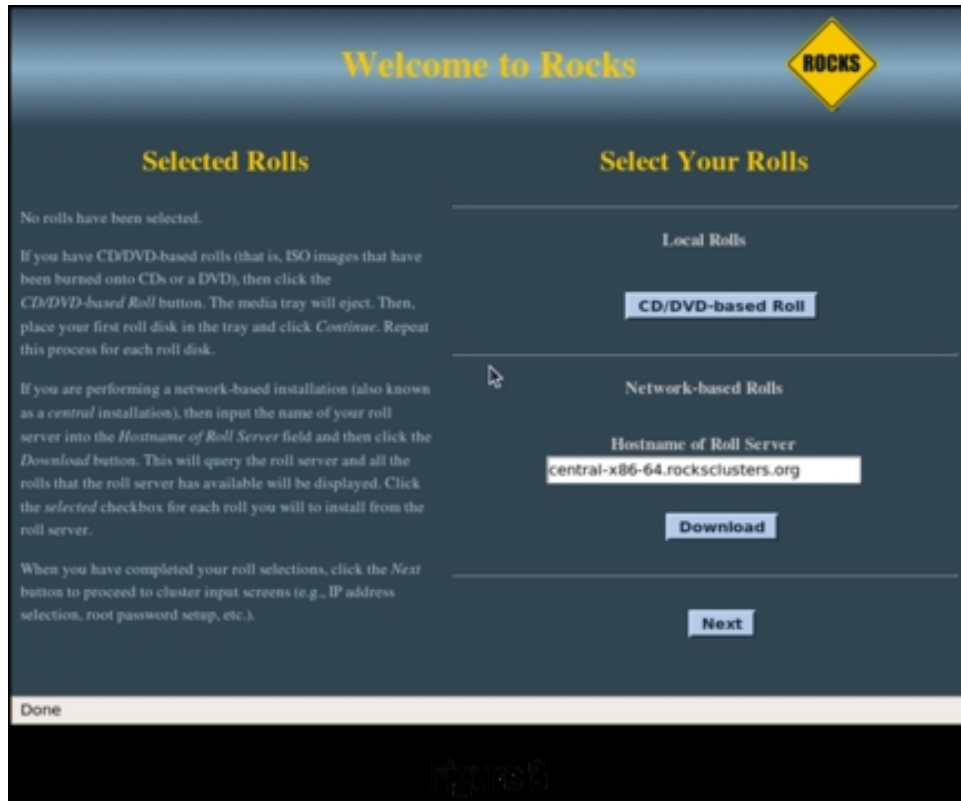 Welcome to Rocks
ROCKS
Selected Rolls
No rolls have been selected.
If you have CD/DVD-based rolls (that is, ISO images that have
been burned onto CDs or a DVD), then click the
CD/DVD-based Roll button. The media tray will eject. Then,
place your first roll disk in the tray and click Continue. Repeat
this process for each roll disk.
If you are performing a network-based installation (also known
as a central installation), then input the name of your roll
server into the Hostname of Roll Server field and then click the
Download button. This will query the roll server and all the
rolls that the roll server has available will be displayed. Click
the selected checkbox for each roll you will to install from the
roll server.
When you have completed your roll selections, click the Next
button to proceed to cluster input screens (e.g., IP address
selection, root password setup, etc.).
Select Your Rolls
Local Rolls
CD/DVD-based Roll
Network-based Rolls
Hostname of Roll Server
central-x86-64.rocksclusters.org
Download
Next
Done